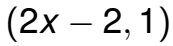 (2x − 2, 1)